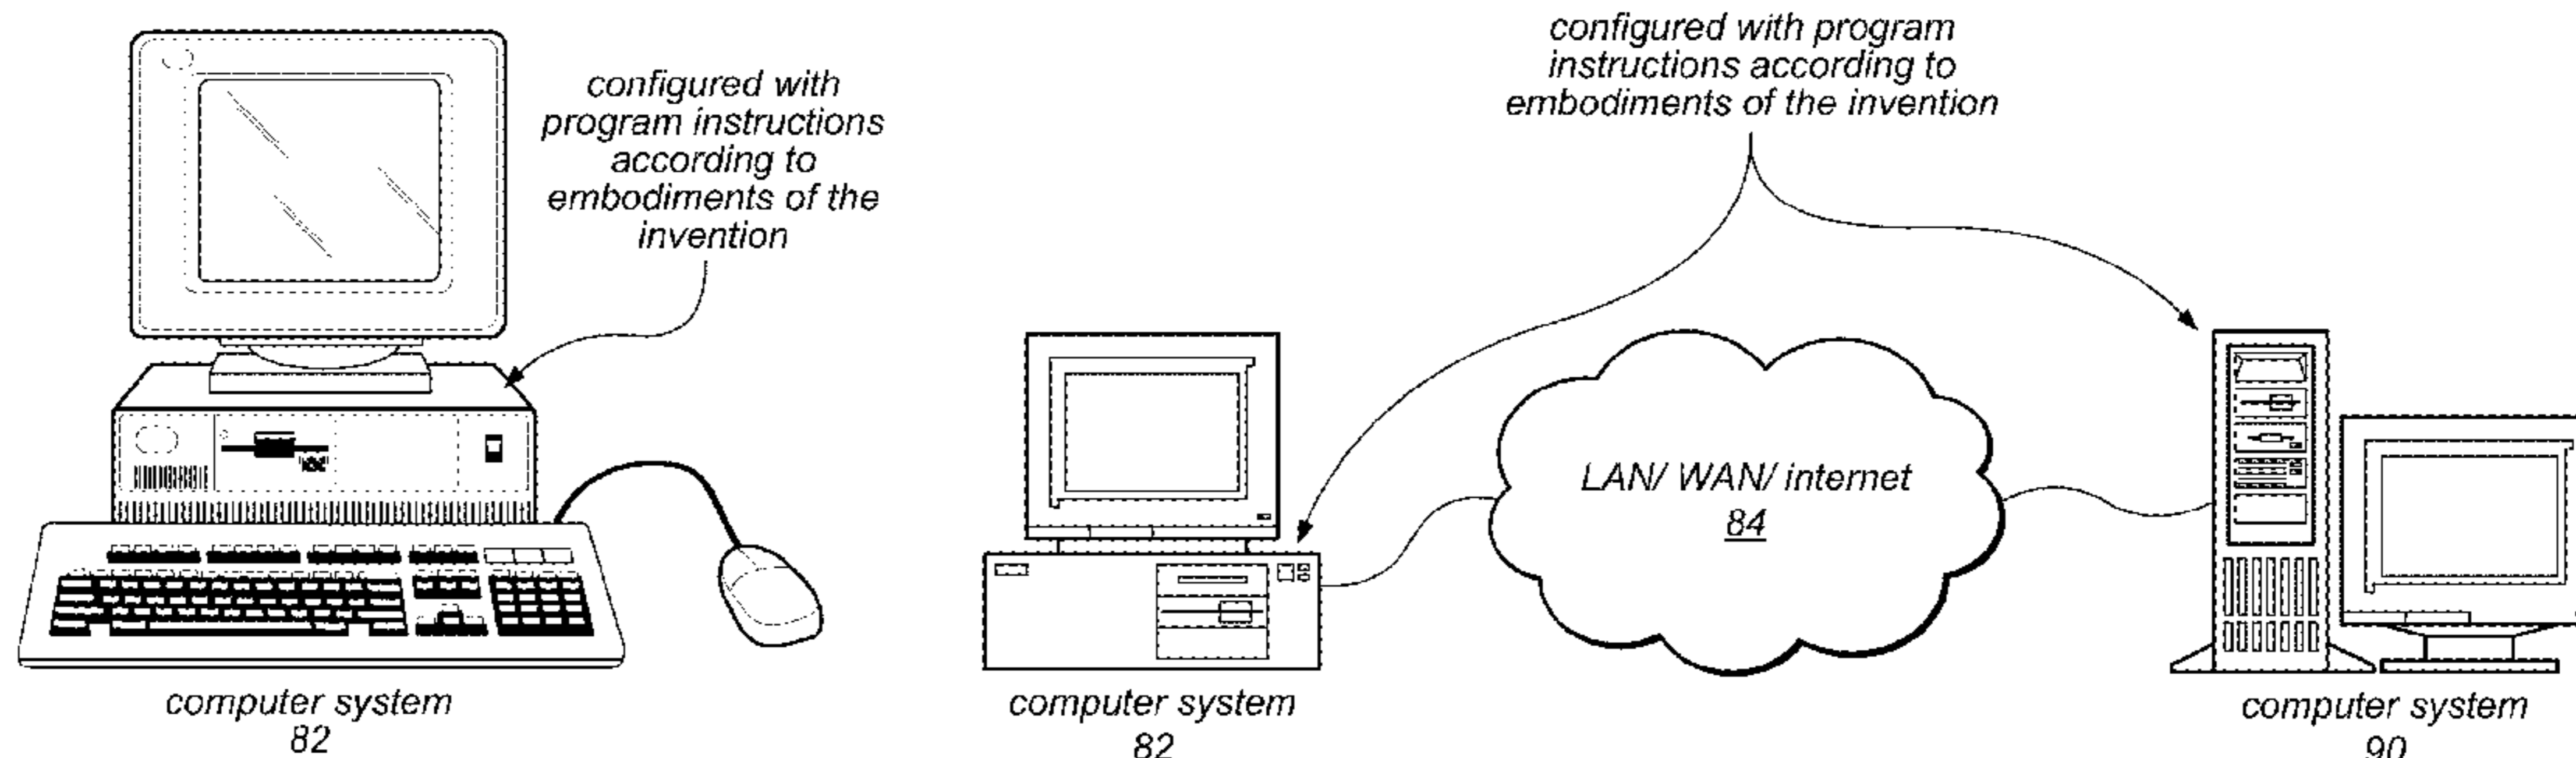 configured with
program instructions
according to
embodiments of the
invention
computer system
82
configured with program
instructions according to
embodiments of the invention
LAN/ WAN/ internet
84
computer system
82
computer system
90